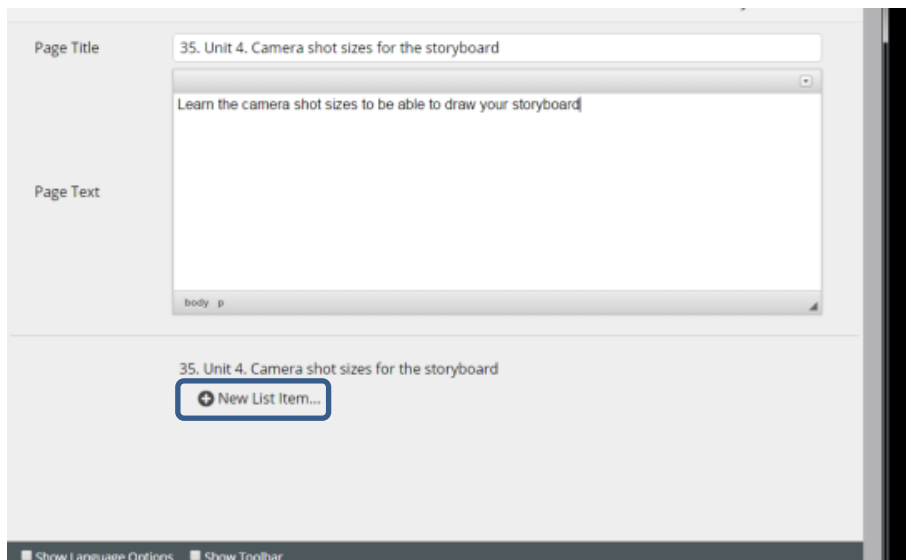 Page Title
35. Unit 4. Camera shot sizes for the storyboard
Learn the camera shot sizes to be able to draw your storyboard
Page Text
body p
35. Unit 4. Camera shot sizes for the storyboard
New List Item...
Show Language Options Show Toolbar